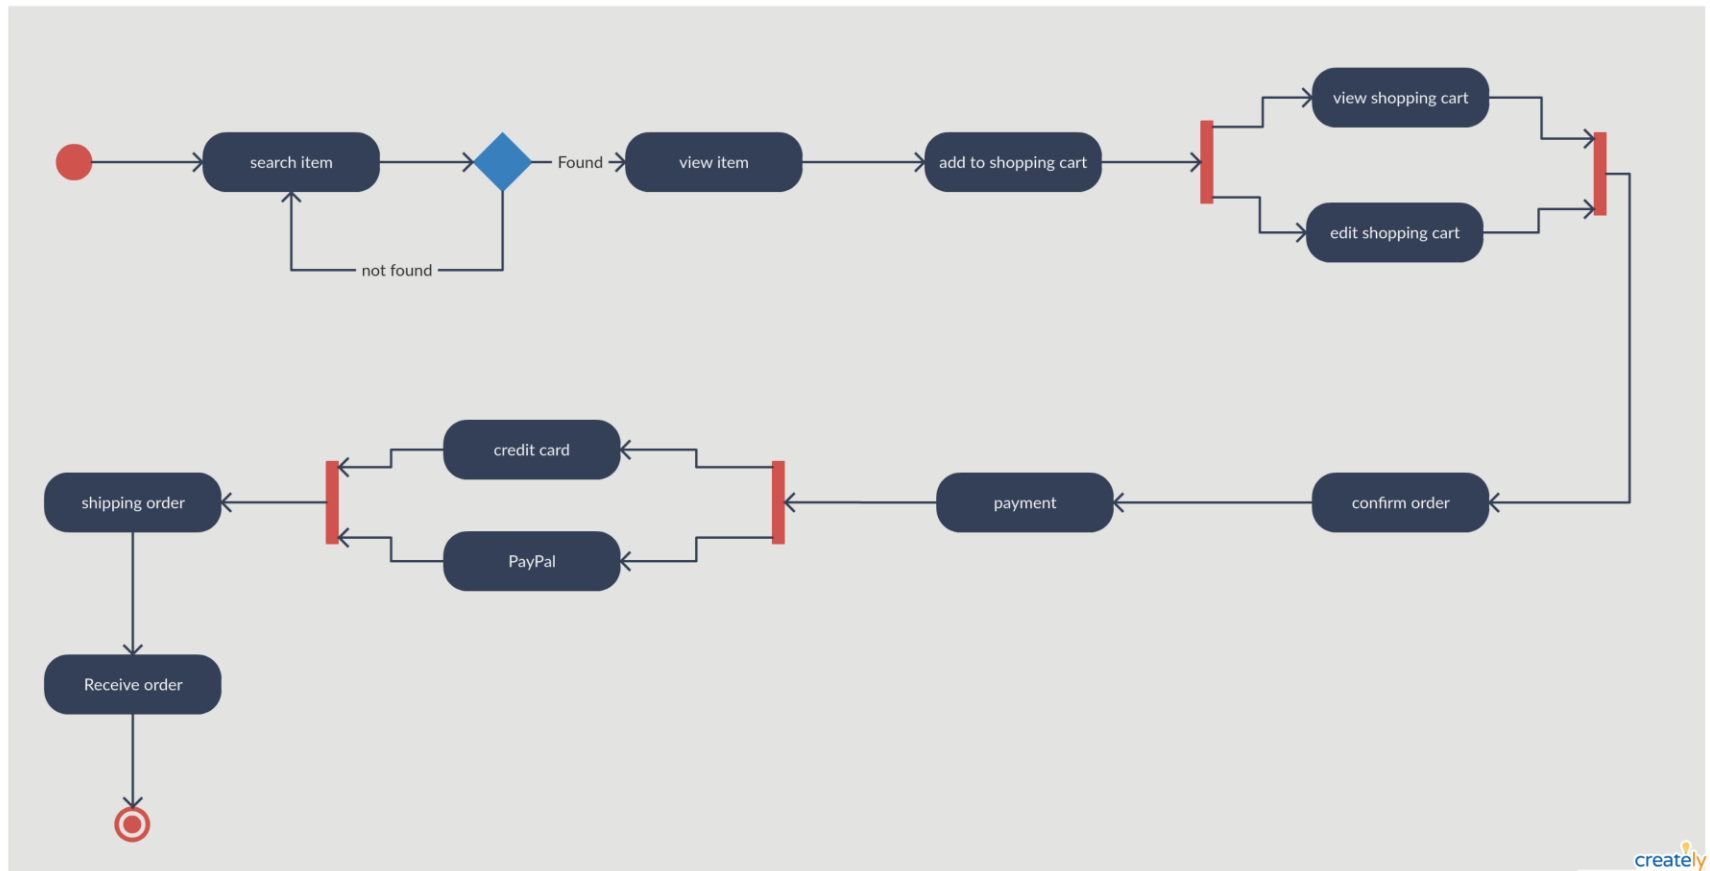 view shopping cart
search item
Found
view item
add to shopping cart
edit shopping cart
not found
credit card
shipping order
payment
confirm order
PayPal
Receive order
creately